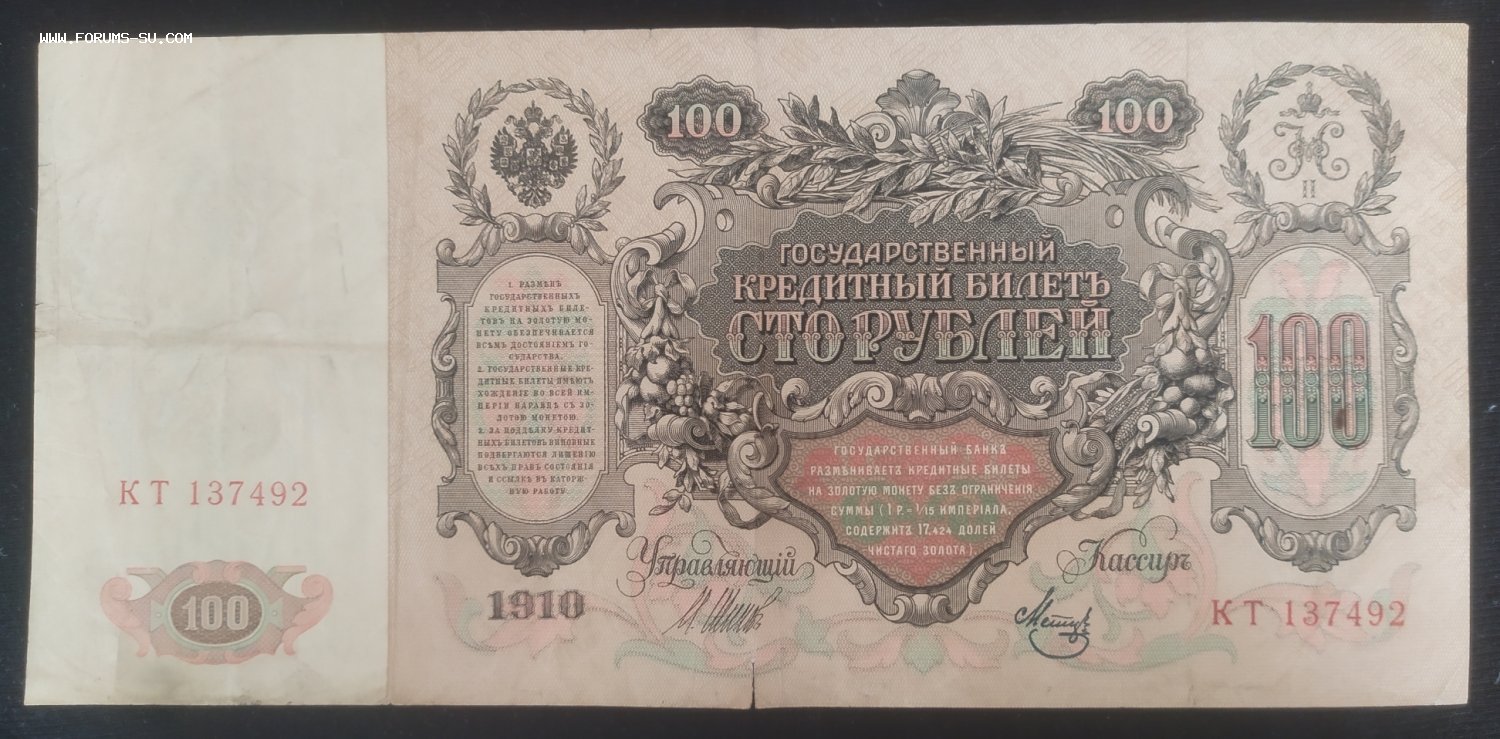 WWW.FORUMS-SU.COM
100
100
II
ГОСУДАРСТВЕННЫЙ
КРЕДИТНЫЙ БИЛЕТЪ
СТО РУБЛЕЙ
1. РАЗМѢНЪ
ГОСУДАРСТВЕННЫХЪ
КРЕДИТНЫХЪ БИЛЕ-
ТОВЪ НА ЗОЛОТУЮ МО-
НЕТУ ОБЕЗПЕЧИВАЕТСЯ
ВСѢМЪ ДОСТОЯНІЕМЪ ГО-
СУДАРСТВА.
2. ГОСУДАРСТВЕННЫЕ КРЕ-
ДИТНЫЕ БИЛЕТЫ ИМѢЮТЪ
ХОЖДЕНІЕ ВО ВСЕЙ ИМ-
ПЕРІИ НАРАВНѢ СЪ ЗО-
ЛОТОЮ МОНЕТОЮ.
3. ЗА ПОДДѢЛКУ КРЕДИТ-
НЫХЪ БИЛЕТОВЪ ВИНОВНЫЕ
ПОДВЕРГАЮТСЯ ЛИШЕНІЮ
ВСѢХЪ ПРАВЪ СОСТОЯНІЯ
И ССЫЛКѢ ВЪ КАТОРЖ-
НУЮ РАБОТУ.
100
ГОСУДАРСТВЕННЫЙ БАНКЪ
РАЗМѢНИВАЕТЪ КРЕДИТНЫЕ БИЛЕТЫ
НА ЗОЛОТУЮ МОНЕТУ БЕЗЪ ОГРАНИЧЕНІЯ
СУММЫ (1 Р.= 1/15 ИМПЕРІАЛА,
СОДЕРЖИТЪ 17,424 ДОЛЕЙ
ЧИСТАГО ЗОЛОТА).
КТ 137492
Управляющій
Кассиръ
100
1910
КТ 137492